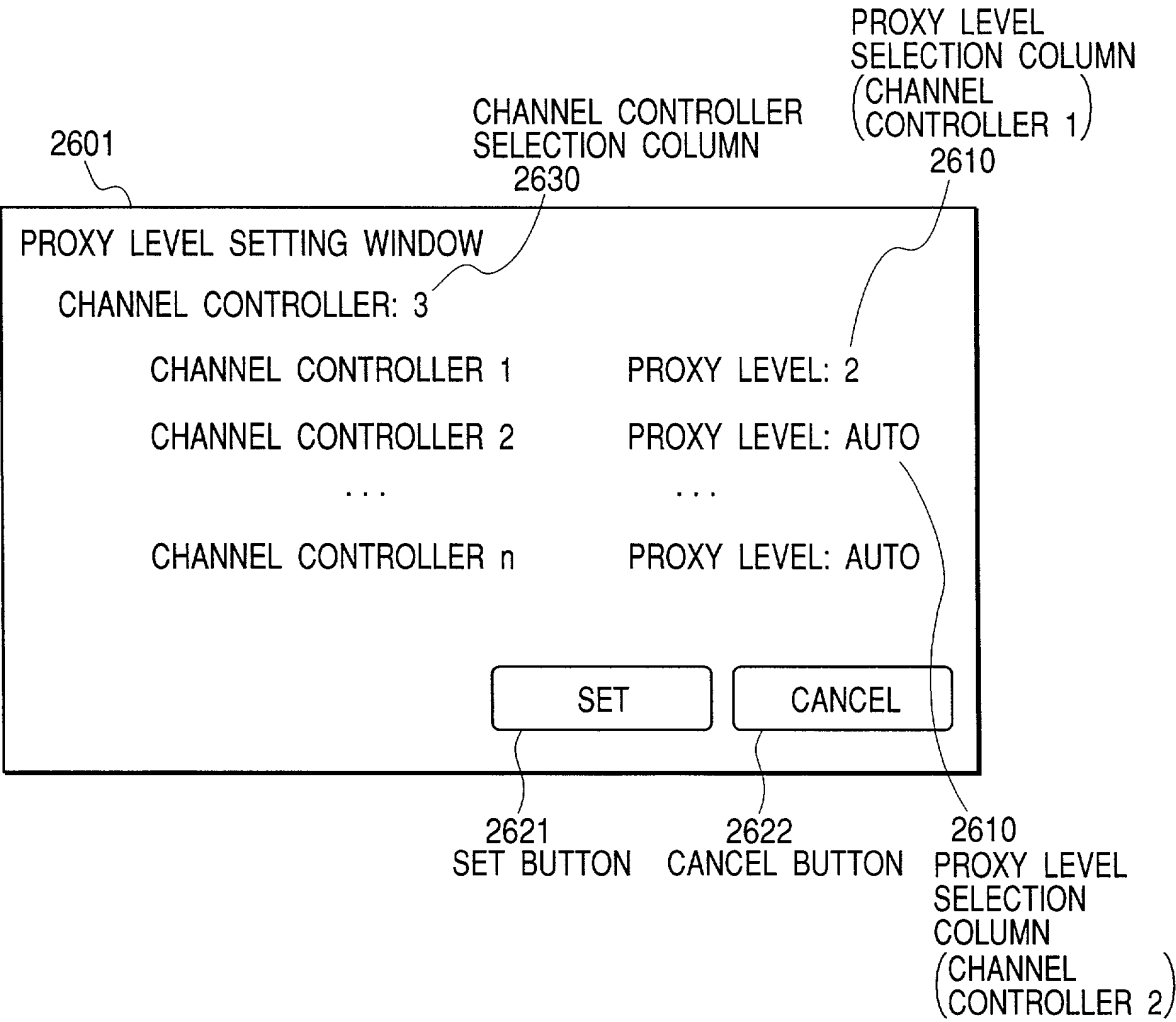 PROXY LEVEL
SELECTION COLUMN
(CHANNEL
CONTROLLER 1)
2610
CHANNEL CONTROLLER
SELECTION COLUMN
2630
2601
PROXY LEVEL SETTING WINDOW
CHANNEL CONTROLLER: 3
CHANNEL CONTROLLER 1 PROXY LEVEL: 2
CHANNEL CONTROLLER 2 PROXY LEVEL: AUTO
... ...
CHANNEL CONTROLLER n PROXY LEVEL: AUTO
SET CANCEL
2621
SET BUTTON
2622
CANCEL BUTTON
2610
PROXY LEVEL
SELECTION
COLUMN
(CHANNEL
CONTROLLER 2)